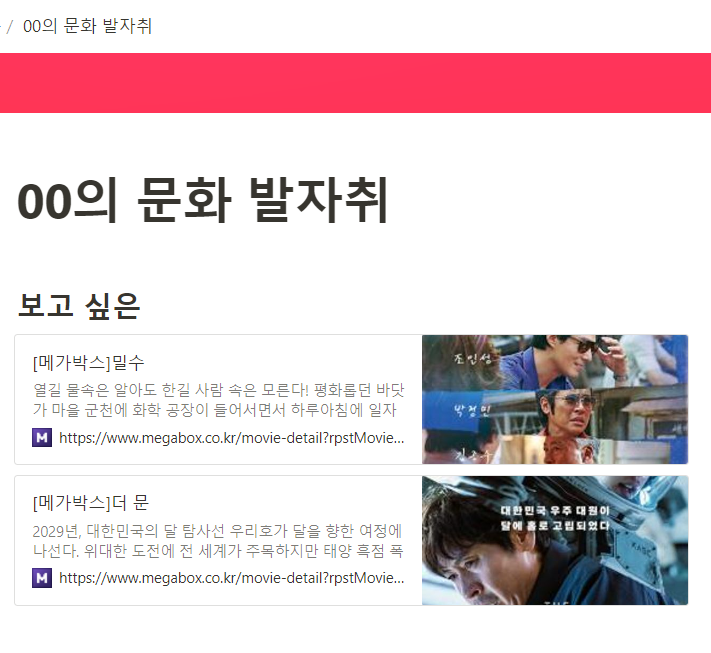 / 00의 문화 발자취
00의 문화 발자취
보고 싶은
[메가박스]밀수
열길 물속은 알아도 한길 사람 속은 모른다! 평화롭던 바닷
가 마을 군천에 화학 공장이 들어서면서 하루아침에 일자
M https://www.megabox.co.kr/movie-detail?rpstMovie...
조인성
박정민
김종수
[메가박스]더 문
2029년, 대한민국의 달 탐사선 우리호가 달을 향한 여정에
나선다. 위대한 도전에 전 세계가 주목하지만 태양 흑점 폭
M https://www.megabox.co.kr/movie-detail?rpstMovie...
대한민국 우주 대원이
달에 홀로 고립되었다
KASC
THE